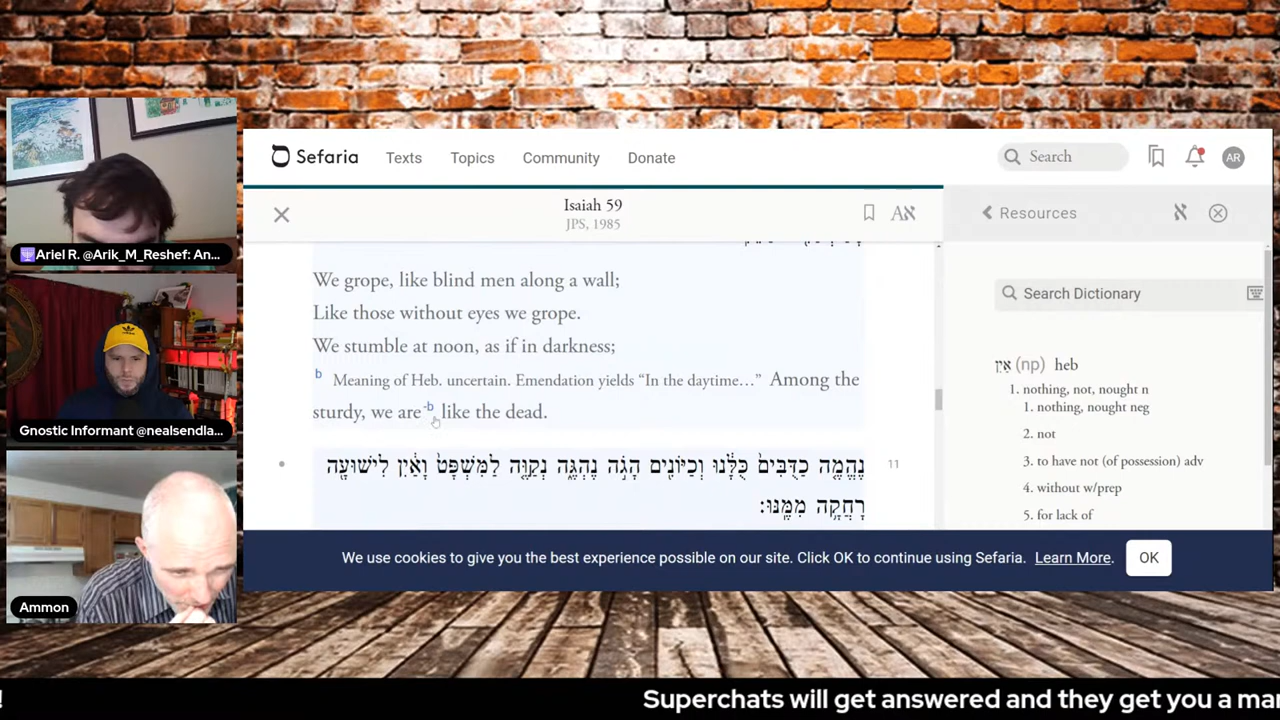 Sefaria
Texts
Topics
Community
Donate
Search
AR
Isaiah 59
JPS, 1985
Resources
We grope, like blind men along a wall;
Like those without eyes we grope.
We stumble at noon, as if in darkness;
b Meaning of Heb. uncertain. Emendation yields “In the daytime…” Among the
sturdy, we are -b like the dead.
נֶהֱמֶה כַדֻּבִּים֙ כֻּלָּ֔נוּ וְכַיּוֹנִ֖ים הָגֹ֣ה נֶהְגֶּ֑ה נְקַוֶּ֤ה לַמִּשְׁפָּט֙ וָאַ֔יִן לִישׁוּעָ֖ה
11
רָחֲקָ֥ה מִמֶּֽנּוּ׃
Search Dictionary
אַיִן (np) heb
1. nothing, not, nought n
1. nothing, nought neg
2. not
3. to have not (of possession) adv
4. without w/prep
5. for lack of
We use cookies to give you the best experience possible on our site. Click OK to continue using Sefaria. Learn More.
OK
Ariel R. @Arik_M_Reshef: An...
Gnostic Informant @nealsendla...
Ammon
!
Superchats will get answered and they get you a